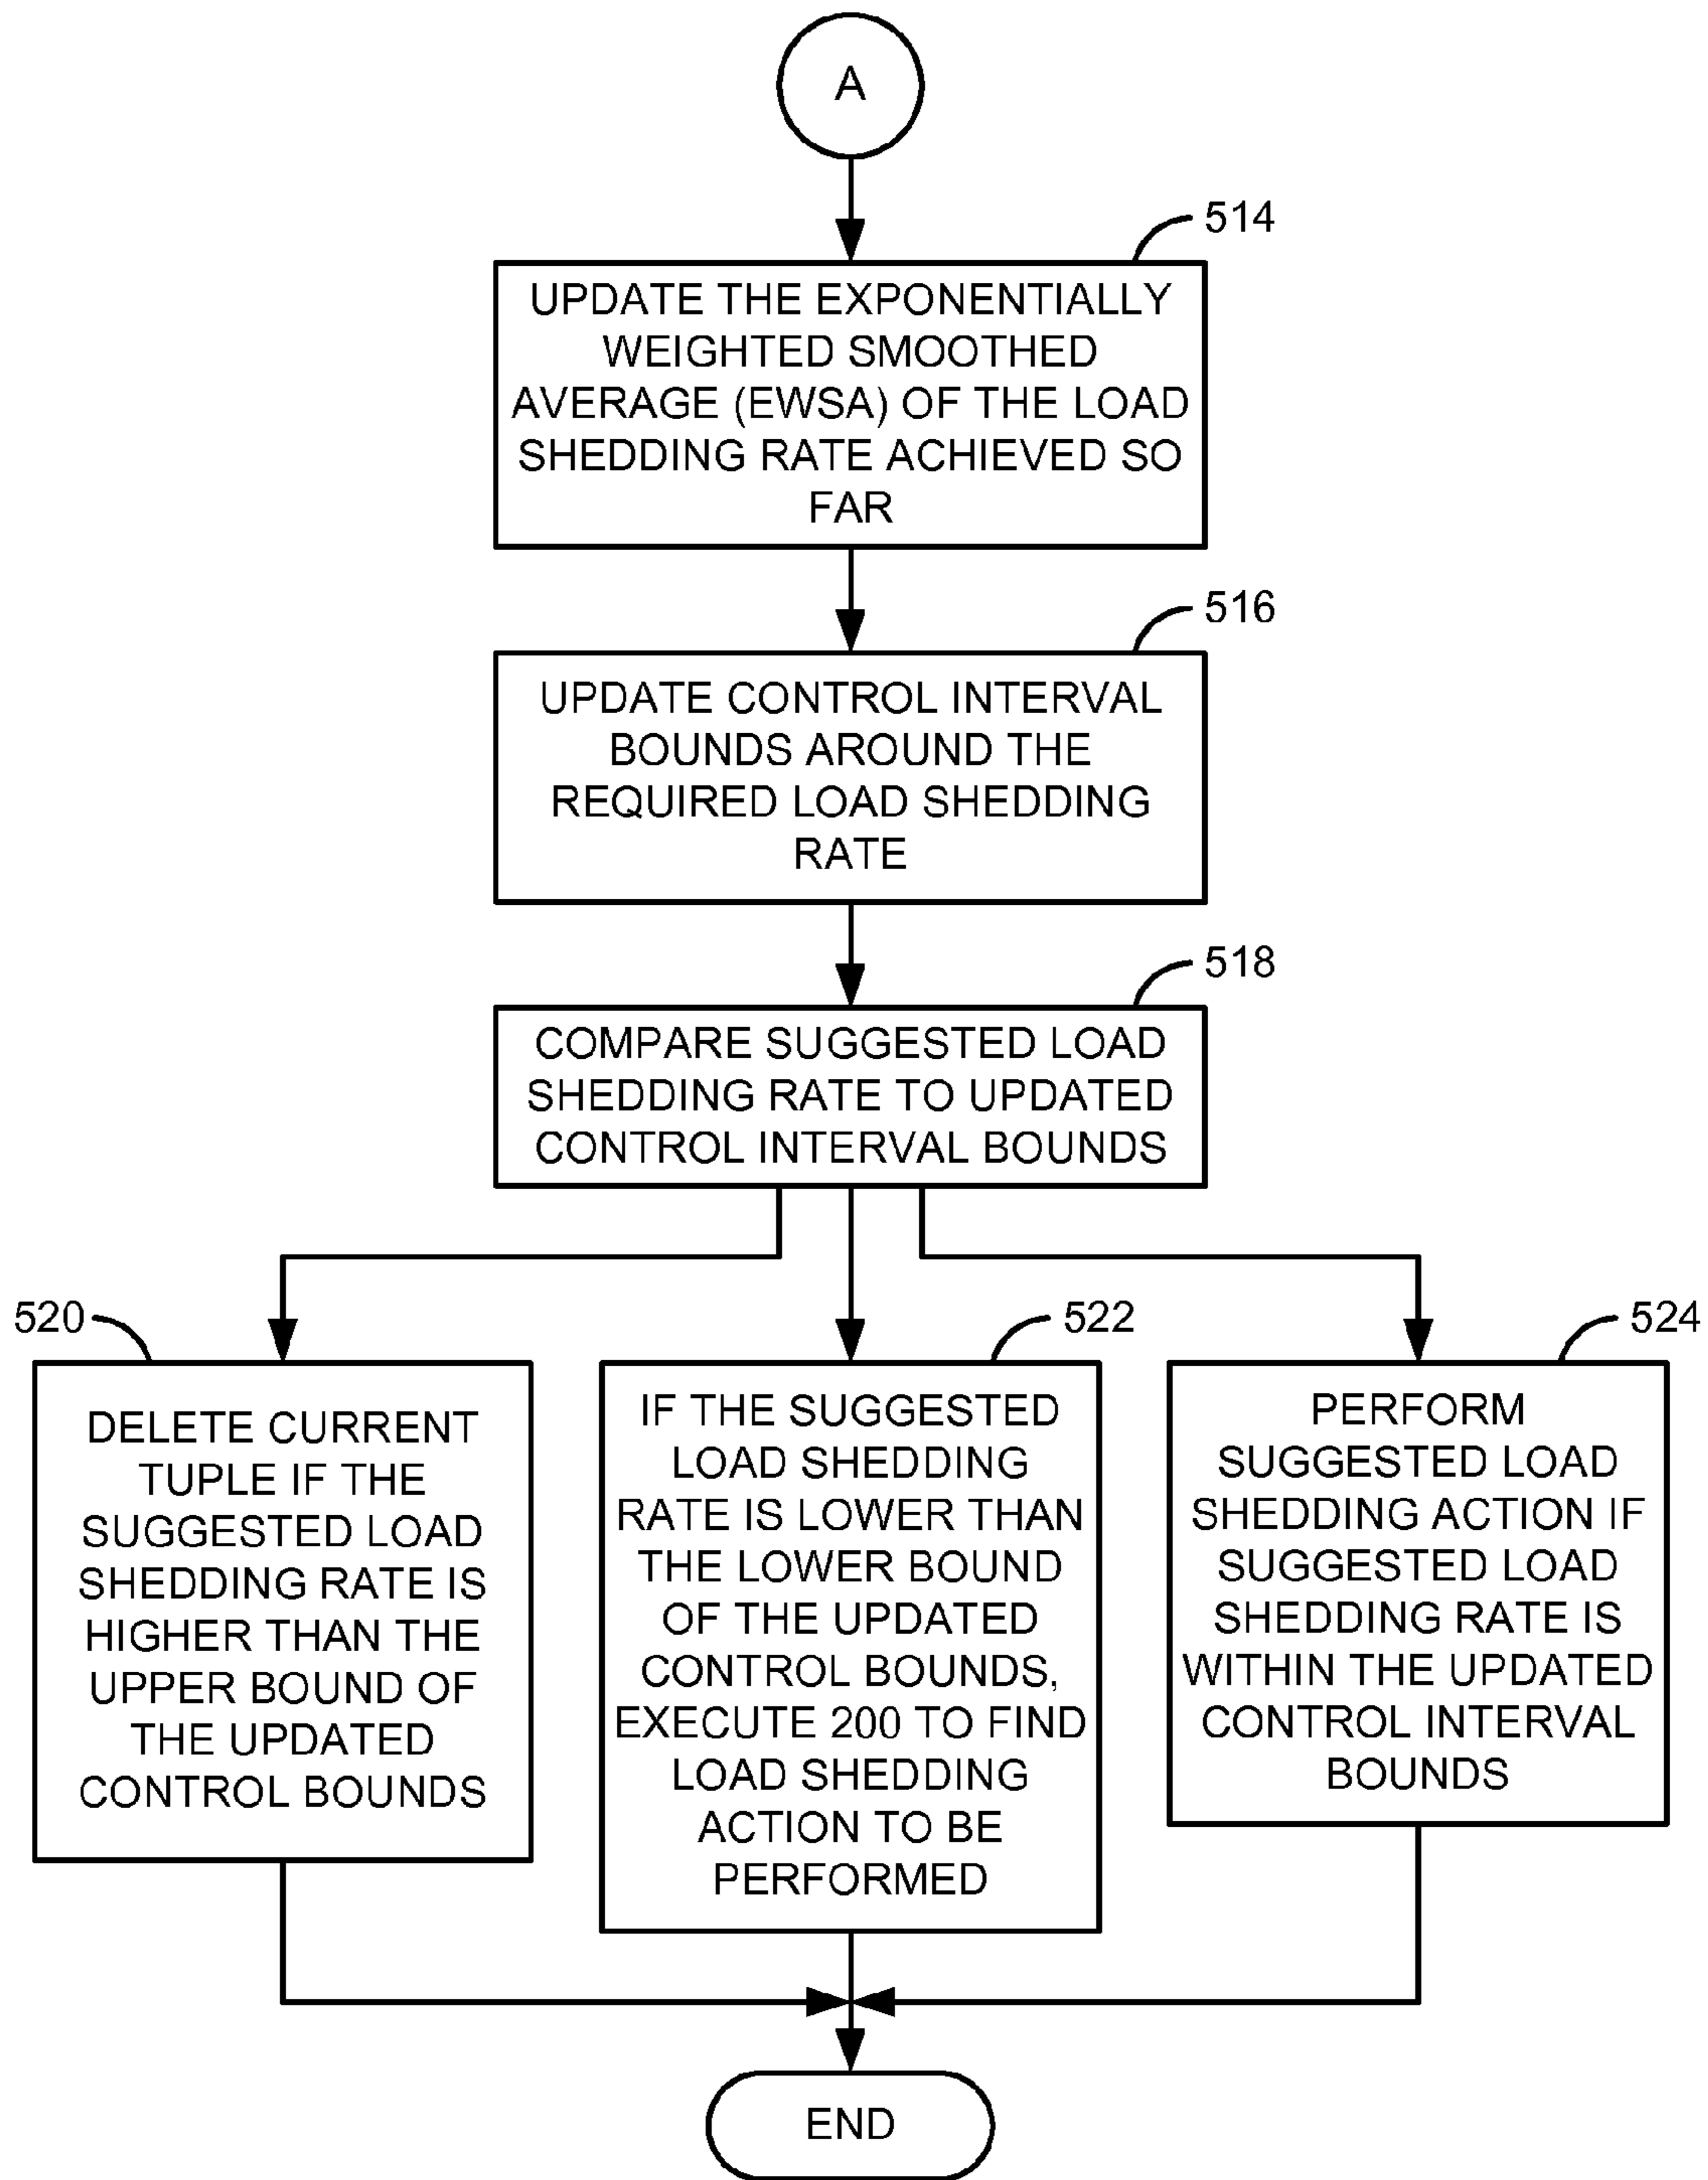 A
514
UPDATE THE EXPONENTIALLY
WEIGHTED SMOOTHED
AVERAGE (EWSA) OF THE LOAD
SHEDDING RATE ACHIEVED SO
FAR
516
UPDATE CONTROL INTERVAL
BOUNDS AROUND THE
REQUIRED LOAD SHEDDING
RATE
518
COMPARE SUGGESTED LOAD
SHEDDING RATE TO UPDATED
CONTROL INTERVAL BOUNDS
520
DELETE CURRENT
TUPLE IF THE
SUGGESTED LOAD
SHEDDING RATE IS
HIGHER THAN THE
UPPER BOUND OF
THE UPDATED
CONTROL BOUNDS
522
IF THE SUGGESTED
LOAD SHEDDING
RATE IS LOWER THAN
THE LOWER BOUND
OF THE UPDATED
CONTROL BOUNDS,
EXECUTE 200 TO FIND
LOAD SHEDDING
ACTION TO BE
PERFORMED
524
PERFORM
SUGGESTED LOAD
SHEDDING ACTION IF
SUGGESTED LOAD
SHEDDING RATE IS
WITHIN THE UPDATED
CONTROL INTERVAL
BOUNDS
END